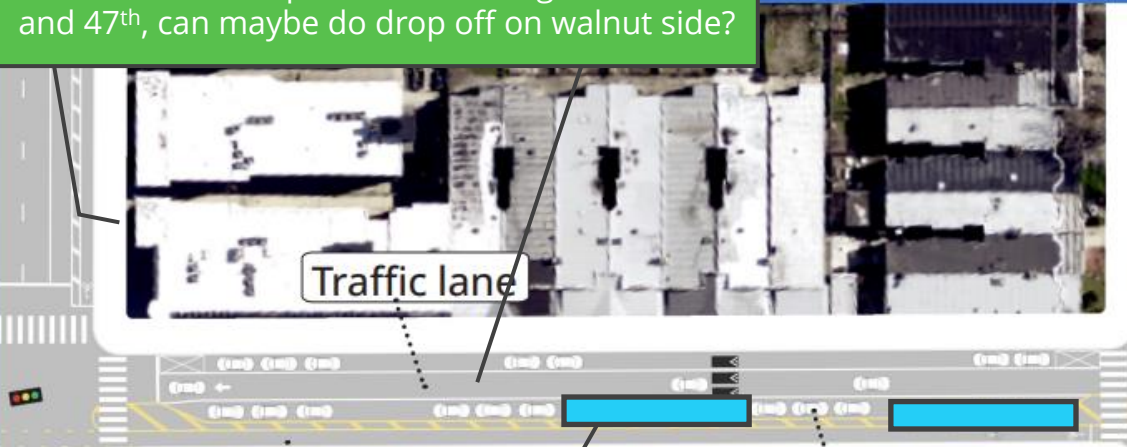 and 47th, can maybe do drop off on walnut side?
Traffic lane